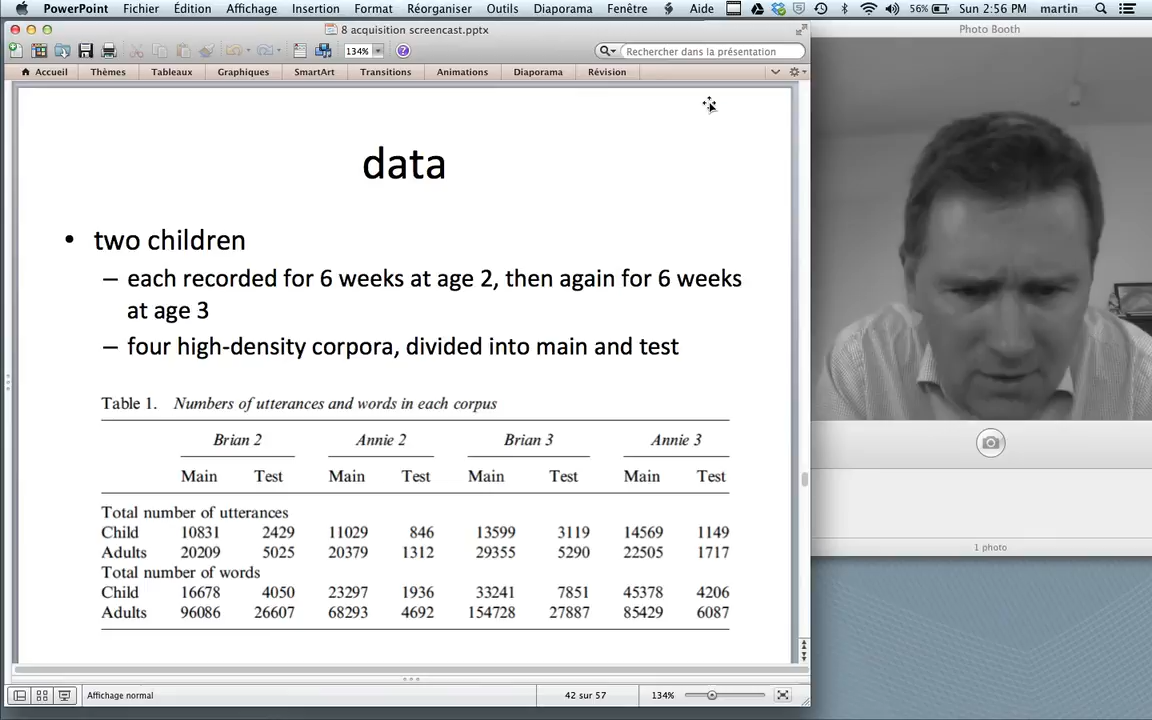 PowerPoint Fichier Édition Affichage Insertion Format Réorganiser Outils Diaporama Fenêtre Aide 56% Sun 2:56 PM martin
8 acquisition screencast.pptx
Photo Booth
134% Rechercher dans la présentation
Accueil Thèmes Tableaux Graphiques SmartArt Transitions Animations Diaporama Révision
data
• two children
– each recorded for 6 weeks at age 2, then again for 6 weeks
at age 3
– four high-density corpora, divided into main and test
Table 1. Numbers of utterances and words in each corpus
Brian 2 Annie 2 Brian 3 Annie 3
Main Test Main Test Main Test Main Test
Total number of utterances
Child 10831 2429 11029 846 13599 3119 14569 1149
Adults 20209 5025 20379 1312 29355 5290 22505 1717
Total number of words
Child 16678 4050 23297 1936 33241 7851 45378 4206
Adults 96086 26607 68293 4692 154728 27887 85429 6087
1 photo
Affichage normal 42 sur 57 134%